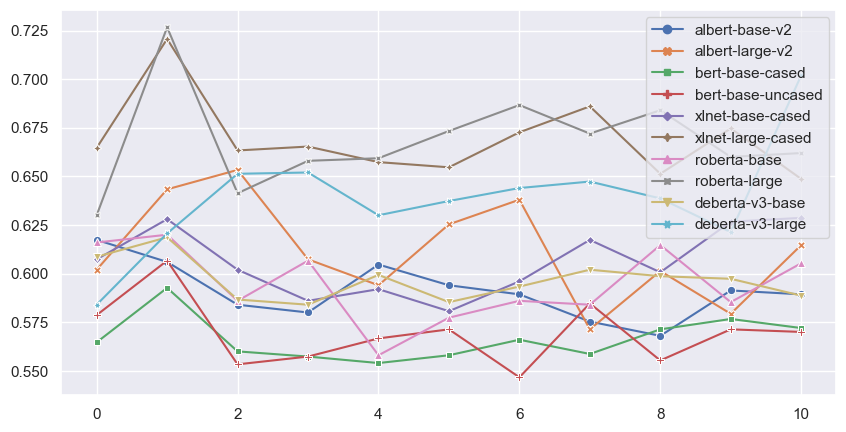 0.725
0.700
0.675
0.650
0.625
0.600
0.575
0.550
0
2
4
6
8
10
albert-base-v2
albert-large-v2
bert-base-cased
bert-base-uncased
xlnet-base-cased
xlnet-large-cased
roberta-base
roberta-large
deberta-v3-base
deberta-v3-large